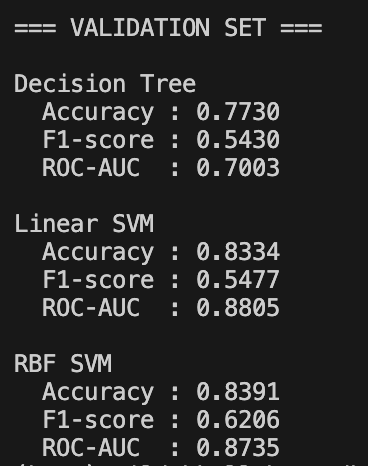 === VALIDATION SET ===
Decision Tree
Accuracy : 0.7730
F1-score : 0.5430
ROC-AUC : 0.7003
Linear SVM
Accuracy : 0.8334
F1-score : 0.5477
ROC-AUC : 0.8805
RBF SVM
Accuracy : 0.8391
F1-score : 0.6206
ROC-AUC : 0.8735